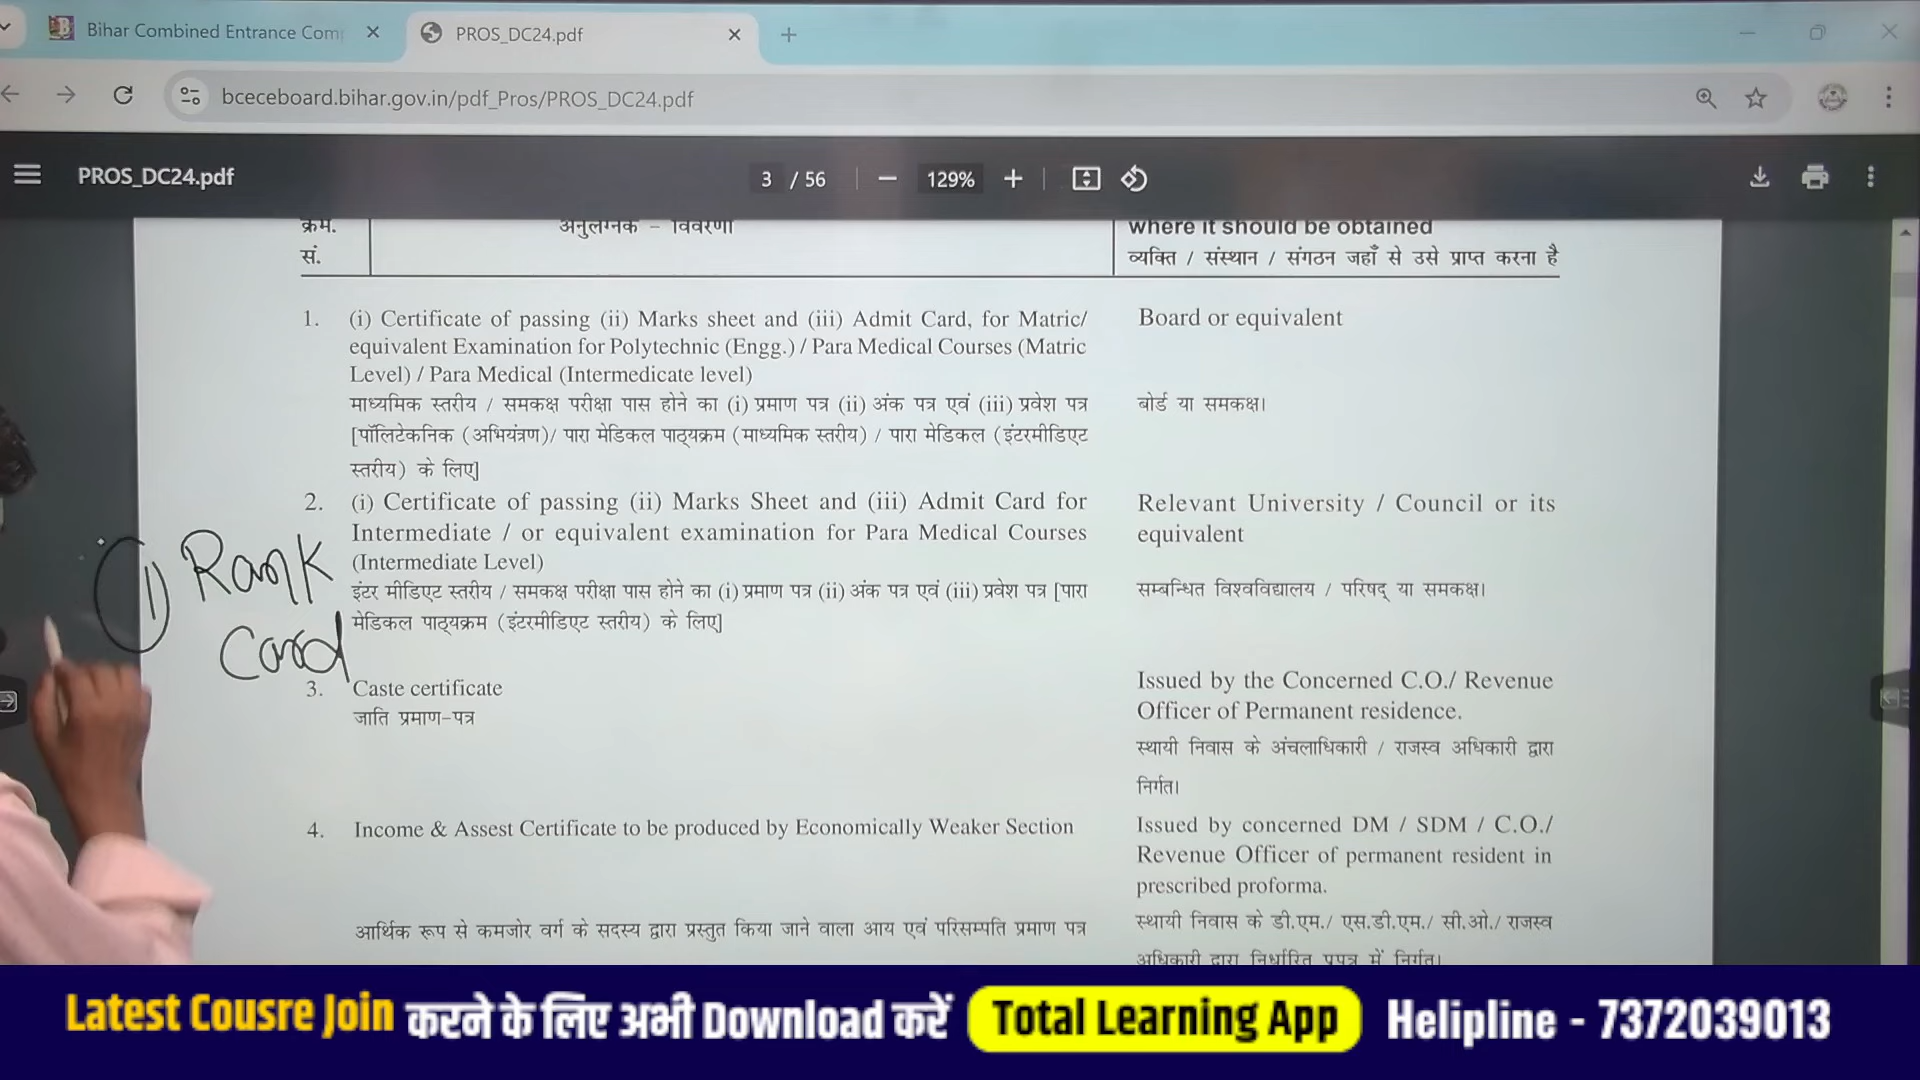 Bihar Combined Entrance Com
PROS_DC24.pdf
bceceboard.bihar.gov.in/pdf_Pros/PROS_DC24.pdf
PROS_DC24.pdf
3 / 56
129%
क्रम.
सं.
अनुलग्नक – विवरणी
where it should be obtained
व्यक्ति / संस्थान / संगठन जहाँ से उसे प्राप्त करना है
1. (i) Certificate of passing (ii) Marks sheet and (iii) Admit Card, for Matric/
equivalent Examination for Polytechnic (Engg.) / Para Medical Courses (Matric
Level) / Para Medical (Intermedicate level)
माध्यमिक स्तरीय / समकक्ष परीक्षा पास होने का (i) प्रमाण पत्र (ii) अंक पत्र एवं (iii) प्रवेश पत्र
[पॉलिटेकनिक (अभियंत्रण)/ पारा मेडिकल पाठ्यक्रम (माध्यमिक स्तरीय) / पारा मेडिकल (इंटरमीडिएट
स्तरीय) के लिए]
Board or equivalent
बोर्ड या समकक्ष।
2. (i) Certificate of passing (ii) Marks Sheet and (iii) Admit Card for
Intermediate / or equivalent examination for Para Medical Courses
(Intermediate Level)
इंटर मीडिएट स्तरीय / समकक्ष परीक्षा पास होने का (i) प्रमाण पत्र (ii) अंक पत्र एवं (iii) प्रवेश पत्र [पारा
मेडिकल पाठ्यक्रम (इंटरमीडिएट स्तरीय) के लिए]
Relevant University / Council or its
equivalent
सम्बन्धित विश्वविद्यालय / परिषद् या समकक्ष।
(1) Rank
Card
3. Caste certificate
जाति प्रमाण-पत्र
Issued by the Concerned C.O./ Revenue
Officer of Permanent residence.
स्थायी निवास के अंचलाधिकारी / राजस्व अधिकारी द्वारा
निर्गत।
4. Income & Assest Certificate to be produced by Economically Weaker Section
आर्थिक रूप से कमजोर वर्ग के सदस्य द्वारा प्रस्तुत किया जाने वाला आय एवं परिसम्पति प्रमाण पत्र
Issued by concerned DM / SDM / C.O./
Revenue Officer of permanent resident in
prescribed proforma.
स्थायी निवास के डी.एम./ एस.डी.एम./ सी.ओ./ राजस्व
अधिकारी द्वारा निर्धारित प्रपत्र में निर्गत।
Latest Cousre Join करने के लिए अभी Download करें Total Learning App Helipline - 7372039013